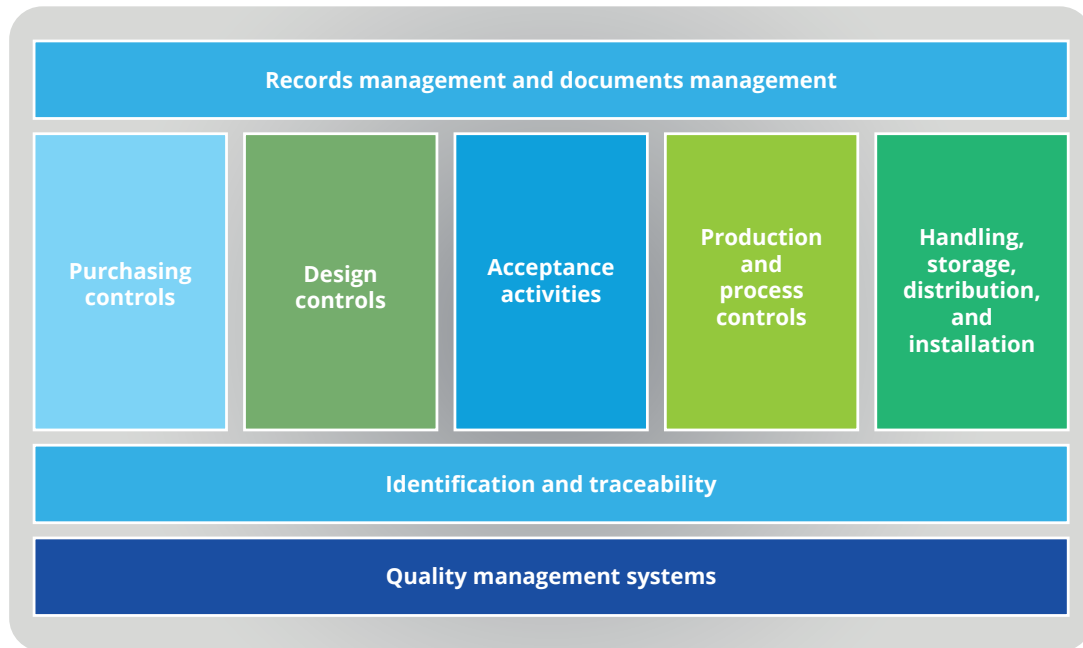 Records management and documents management
Purchasing
controls
Design
controls
Acceptance
activities
Production
and
process
controls
Handling,
storage,
distribution,
and
installation
Identification and traceability
Quality management systems